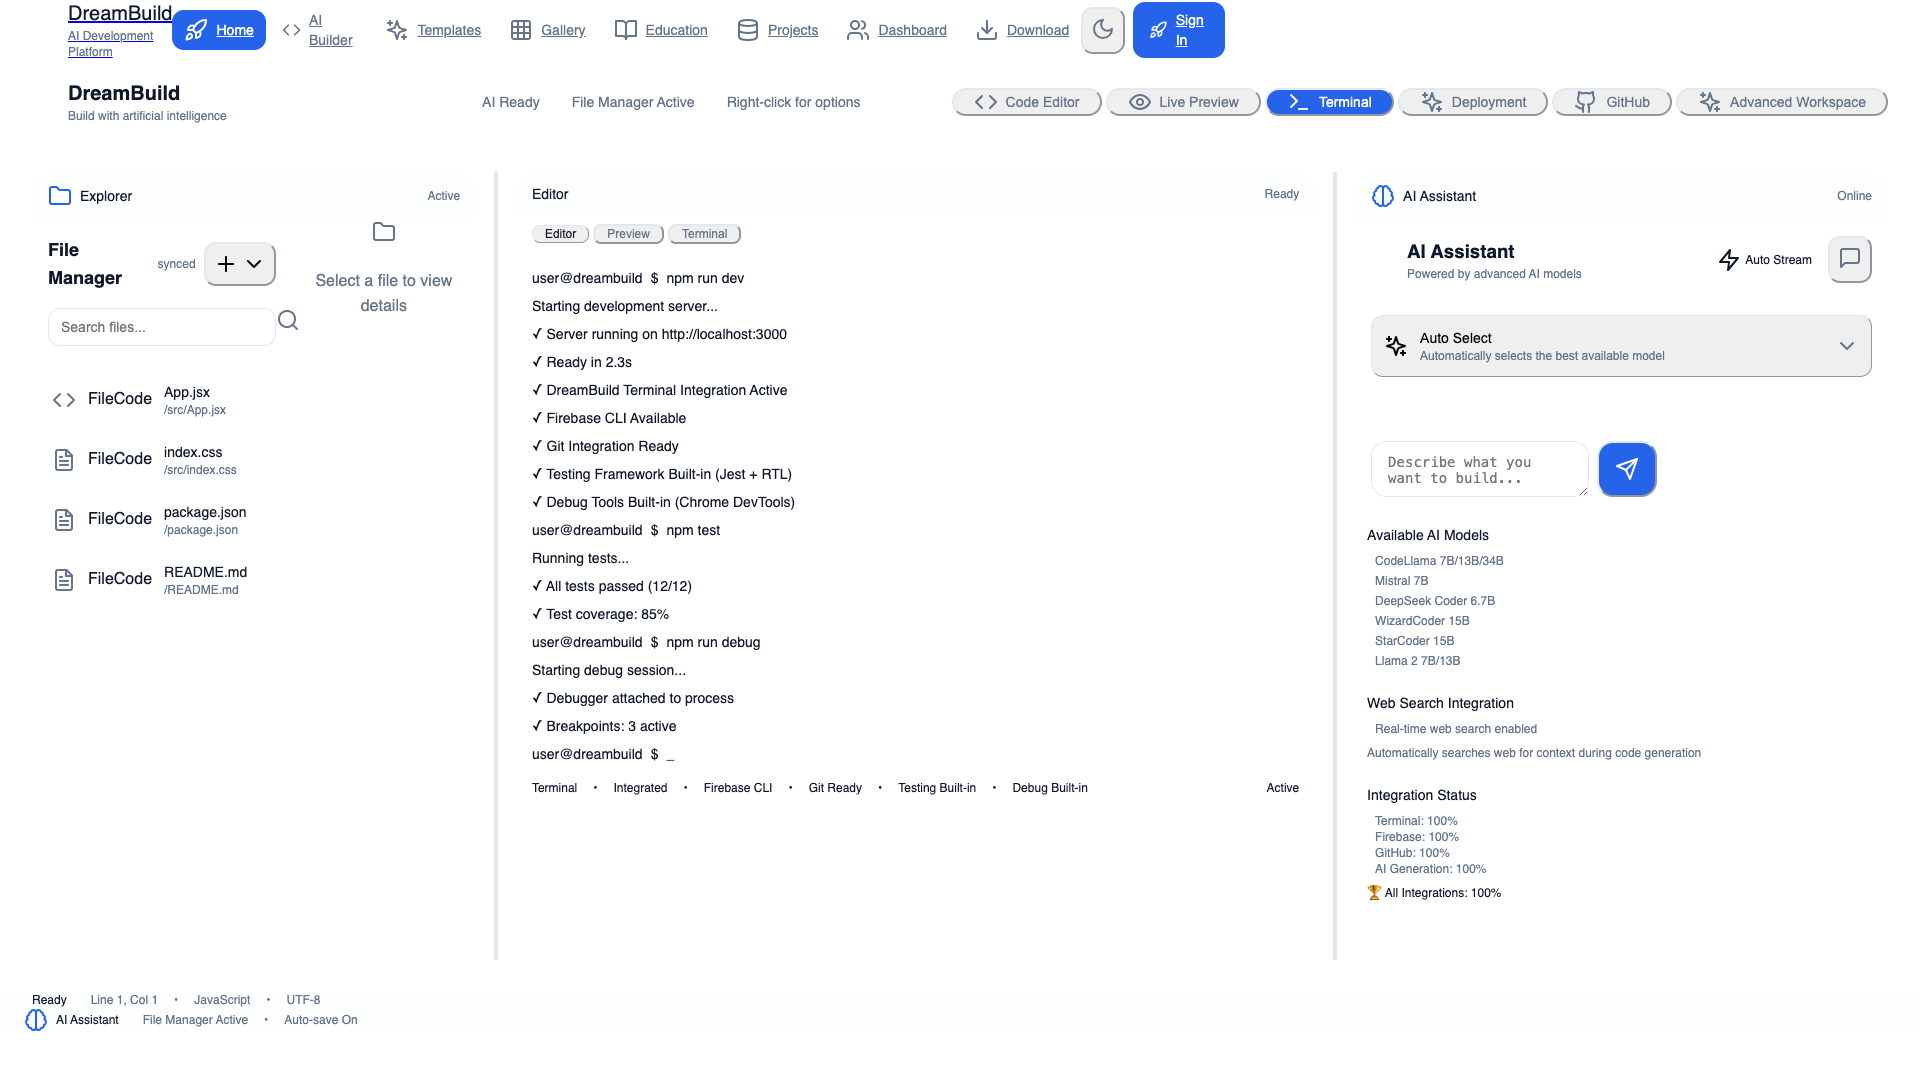 DreamBuild
AI Development
Platform
Home
AI
Builder
Templates
Gallery
Education
Projects
Dashboard
Download
Sign
In
DreamBuild
Build with artificial intelligence
AI Ready
File Manager Active
Right-click for options
Code Editor
Live Preview
Terminal
Deployment
GitHub
Advanced Workspace
Explorer
Active
File
Manager
synced
Search files...
Select a file to view
details
FileCode
App.jsx
/src/App.jsx
FileCode
index.css
/src/index.css
FileCode
package.json
/package.json
FileCode
README.md
/README.md
Editor
Ready
Editor
Preview
Terminal
user@dreambuild $ npm run dev
Starting development server...
✓ Server running on http://localhost:3000
✓ Ready in 2.3s
✓ DreamBuild Terminal Integration Active
✓ Firebase CLI Available
✓ Git Integration Ready
✓ Testing Framework Built-in (Jest + RTL)
✓ Debug Tools Built-in (Chrome DevTools)
user@dreambuild $ npm test
Running tests...
✓ All tests passed (12/12)
✓ Test coverage: 85%
user@dreambuild $ npm run debug
Starting debug session...
✓ Debugger attached to process
✓ Breakpoints: 3 active
user@dreambuild $ _
Terminal • Integrated • Firebase CLI • Git Ready • Testing Built-in • Debug Built-in
Active
AI Assistant
Online
AI Assistant
Powered by advanced AI models
Auto Stream
Auto Select
Automatically selects the best available model
Describe what you
want to build...
Available AI Models
CodeLlama 7B/13B/34B
Mistral 7B
DeepSeek Coder 6.7B
WizardCoder 15B
StarCoder 15B
Llama 2 7B/13B
Web Search Integration
Real-time web search enabled
Automatically searches web for context during code generation
Integration Status
Terminal: 100%
Firebase: 100%
GitHub: 100%
AI Generation: 100%
🏆 All Integrations: 100%
Ready Line 1, Col 1 • JavaScript • UTF-8
AI Assistant File Manager Active • Auto-save On